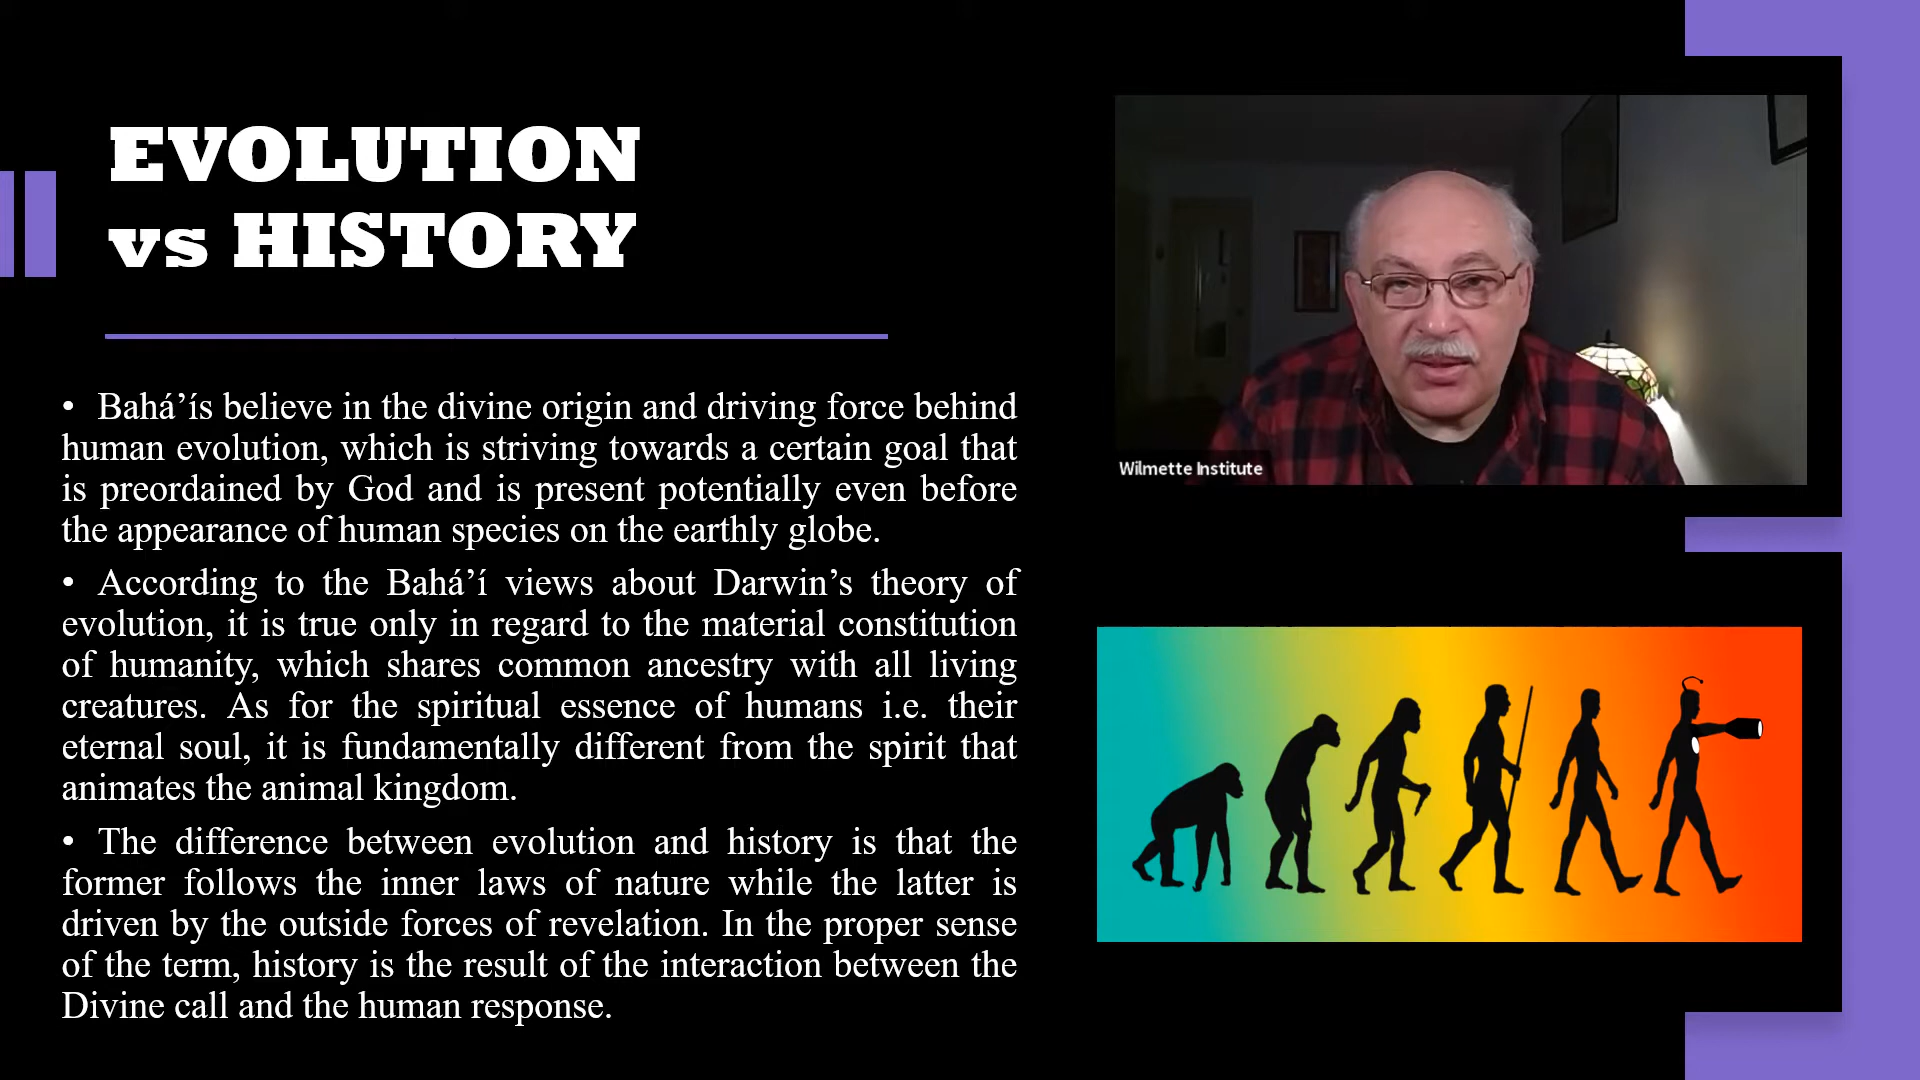 EVOLUTION
vs HISTORY
• Bahá’ís believe in the divine origin and driving force behind
human evolution, which is striving towards a certain goal that
is preordained by God and is present potentially even before
the appearance of human species on the earthly globe.
• According to the Bahá’í views about Darwin’s theory of
evolution, it is true only in regard to the material constitution
of humanity, which shares common ancestry with all living
creatures. As for the spiritual essence of humans i.e. their
eternal soul, it is fundamentally different from the spirit that
animates the animal kingdom.
• The difference between evolution and history is that the
former follows the inner laws of nature while the latter is
driven by the outside forces of revelation. In the proper sense
of the term, history is the result of the interaction between the
Divine call and the human response.
Wilmette Institute